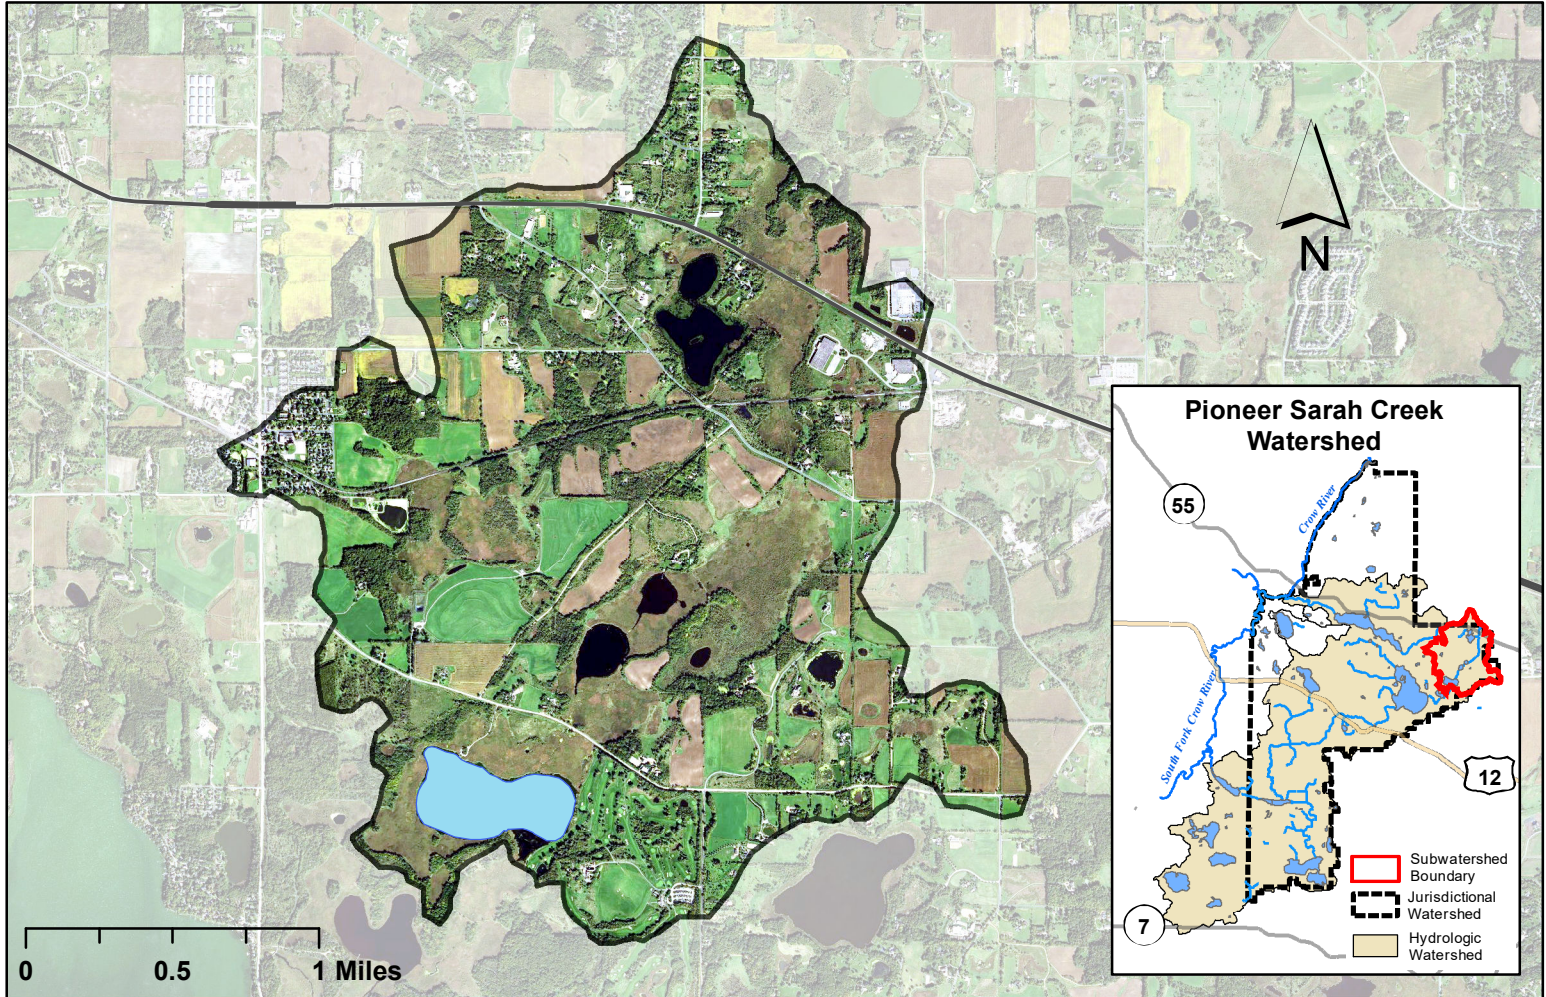 N
0 0.5 1 Miles
Pioneer Sarah Creek
Watershed
55
Crow River
South Fork Crow River
12
7
Subwatershed
Boundary
Jurisdictional
Watershed
Hydrologic
Watershed